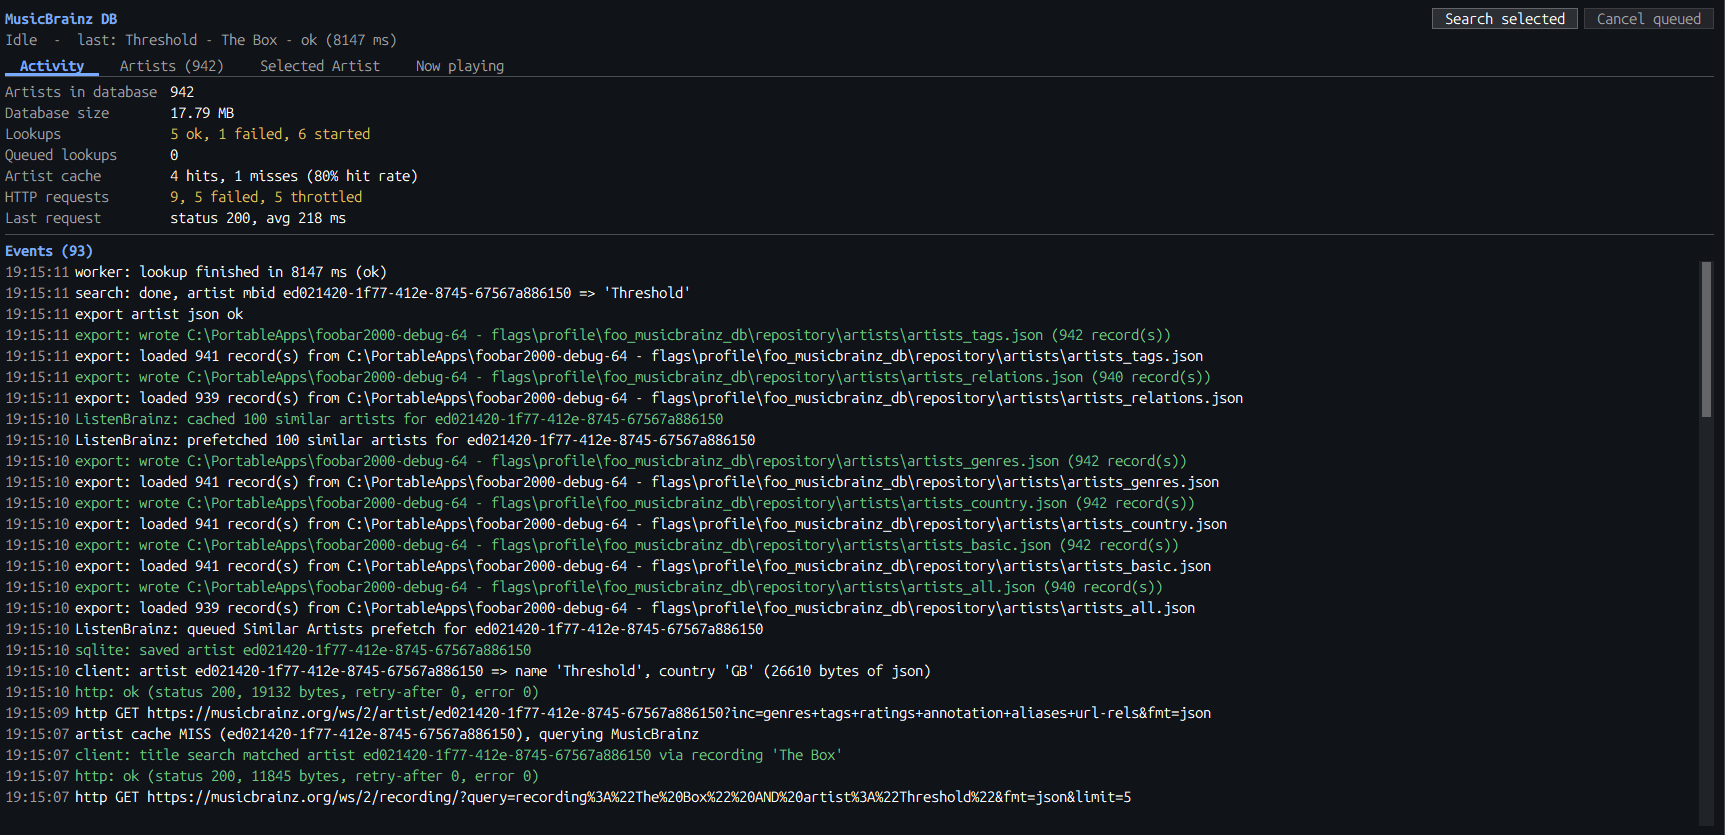 MusicBrainz DB
Search selected
Cancel queued
Idle  -  last: Threshold - The Box - ok (8147 ms)
Activity
Artists (942)
Selected Artist
Now playing
Artists in database 942
Database size 17.79 MB
Lookups 5 ok, 1 failed, 6 started
Queued lookups 0
Artist cache 4 hits, 1 misses (80% hit rate)
HTTP requests 9, 5 failed, 5 throttled
Last request status 200, avg 218 ms
Events (93)
19:15:11 worker: lookup finished in 8147 ms (ok)
19:15:11 search: done, artist mbid ed021420-1f77-412e-8745-67567a886150 => 'Threshold'
19:15:11 export artist json ok
19:15:11 export: wrote C:\PortableApps\foobar2000-debug-64 - flags\profile\foo_musicbrainz_db\repository\artists\artists_tags.json (942 record(s))
19:15:11 export: loaded 941 record(s) from C:\PortableApps\foobar2000-debug-64 - flags\profile\foo_musicbrainz_db\repository\artists\artists_tags.json
19:15:11 export: wrote C:\PortableApps\foobar2000-debug-64 - flags\profile\foo_musicbrainz_db\repository\artists\artists_relations.json (940 record(s))
19:15:11 export: loaded 939 record(s) from C:\PortableApps\foobar2000-debug-64 - flags\profile\foo_musicbrainz_db\repository\artists\artists_relations.json
19:15:10 ListenBrainz: cached 100 similar artists for ed021420-1f77-412e-8745-67567a886150
19:15:10 ListenBrainz: prefetched 100 similar artists for ed021420-1f77-412e-8745-67567a886150
19:15:10 export: wrote C:\PortableApps\foobar2000-debug-64 - flags\profile\foo_musicbrainz_db\repository\artists\artists_genres.json (942 record(s))
19:15:10 export: loaded 941 record(s) from C:\PortableApps\foobar2000-debug-64 - flags\profile\foo_musicbrainz_db\repository\artists\artists_genres.json
19:15:10 export: wrote C:\PortableApps\foobar2000-debug-64 - flags\profile\foo_musicbrainz_db\repository\artists\artists_country.json (942 record(s))
19:15:10 export: loaded 941 record(s) from C:\PortableApps\foobar2000-debug-64 - flags\profile\foo_musicbrainz_db\repository\artists\artists_country.json
19:15:10 export: wrote C:\PortableApps\foobar2000-debug-64 - flags\profile\foo_musicbrainz_db\repository\artists\artists_basic.json (942 record(s))
19:15:10 export: loaded 941 record(s) from C:\PortableApps\foobar2000-debug-64 - flags\profile\foo_musicbrainz_db\repository\artists\artists_basic.json
19:15:10 export: wrote C:\PortableApps\foobar2000-debug-64 - flags\profile\foo_musicbrainz_db\repository\artists\artists_all.json (940 record(s))
19:15:10 export: loaded 939 record(s) from C:\PortableApps\foobar2000-debug-64 - flags\profile\foo_musicbrainz_db\repository\artists\artists_all.json
19:15:10 ListenBrainz: queued Similar Artists prefetch for ed021420-1f77-412e-8745-67567a886150
19:15:10 sqlite: saved artist ed021420-1f77-412e-8745-67567a886150
19:15:10 client: artist ed021420-1f77-412e-8745-67567a886150 => name 'Threshold', country 'GB' (26610 bytes of json)
19:15:10 http: ok (status 200, 19132 bytes, retry-after 0, error 0)
19:15:09 http GET https://musicbrainz.org/ws/2/artist/ed021420-1f77-412e-8745-67567a886150?inc=genres+tags+ratings+annotation+aliases+url-rels&fmt=json
19:15:07 artist cache MISS (ed021420-1f77-412e-8745-67567a886150), querying MusicBrainz
19:15:07 client: title search matched artist ed021420-1f77-412e-8745-67567a886150 via recording 'The Box'
19:15:07 http: ok (status 200, 11845 bytes, retry-after 0, error 0)
19:15:07 http GET https://musicbrainz.org/ws/2/recording/?query=recording%3A%22The%20Box%22%20AND%20artist%3A%22Threshold%22&fmt=json&limit=5